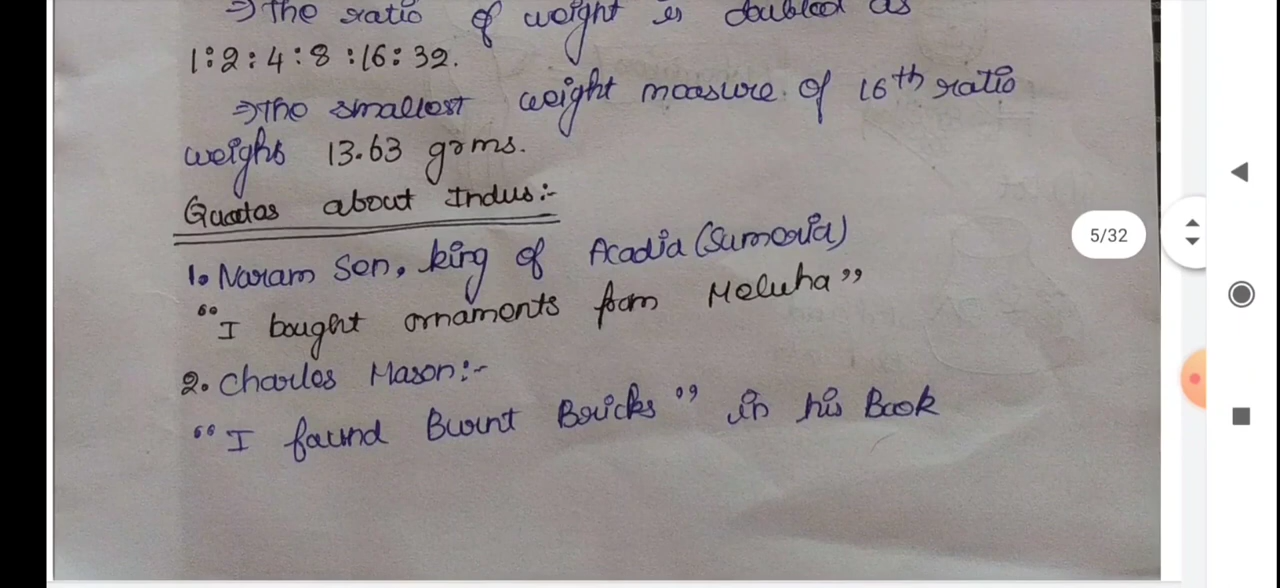 ⇒ The ratio of weight is doubled as
1:2:4:8:16:32.
⇒ The smallest weight measure of 16th ratio
weighs 13.63 grms.
Quotes about Indus:-
1. Naram Sen, king of Acadia (Sumeria)
"I bought ornaments from Meluha"
2. Charles Mason:-
"I found Burnt Bricks" in his Book
5/32